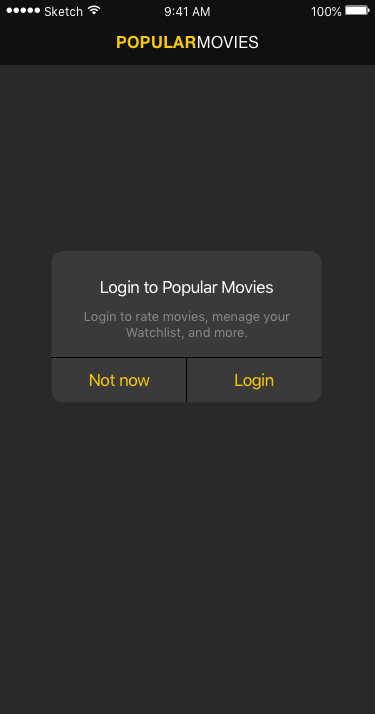 Sketch 9:41 AM 100%
POPULARMOVIES
Login to Popular Movies
Login to rate movies, menage your
Watchlist, and more.
Not now Login